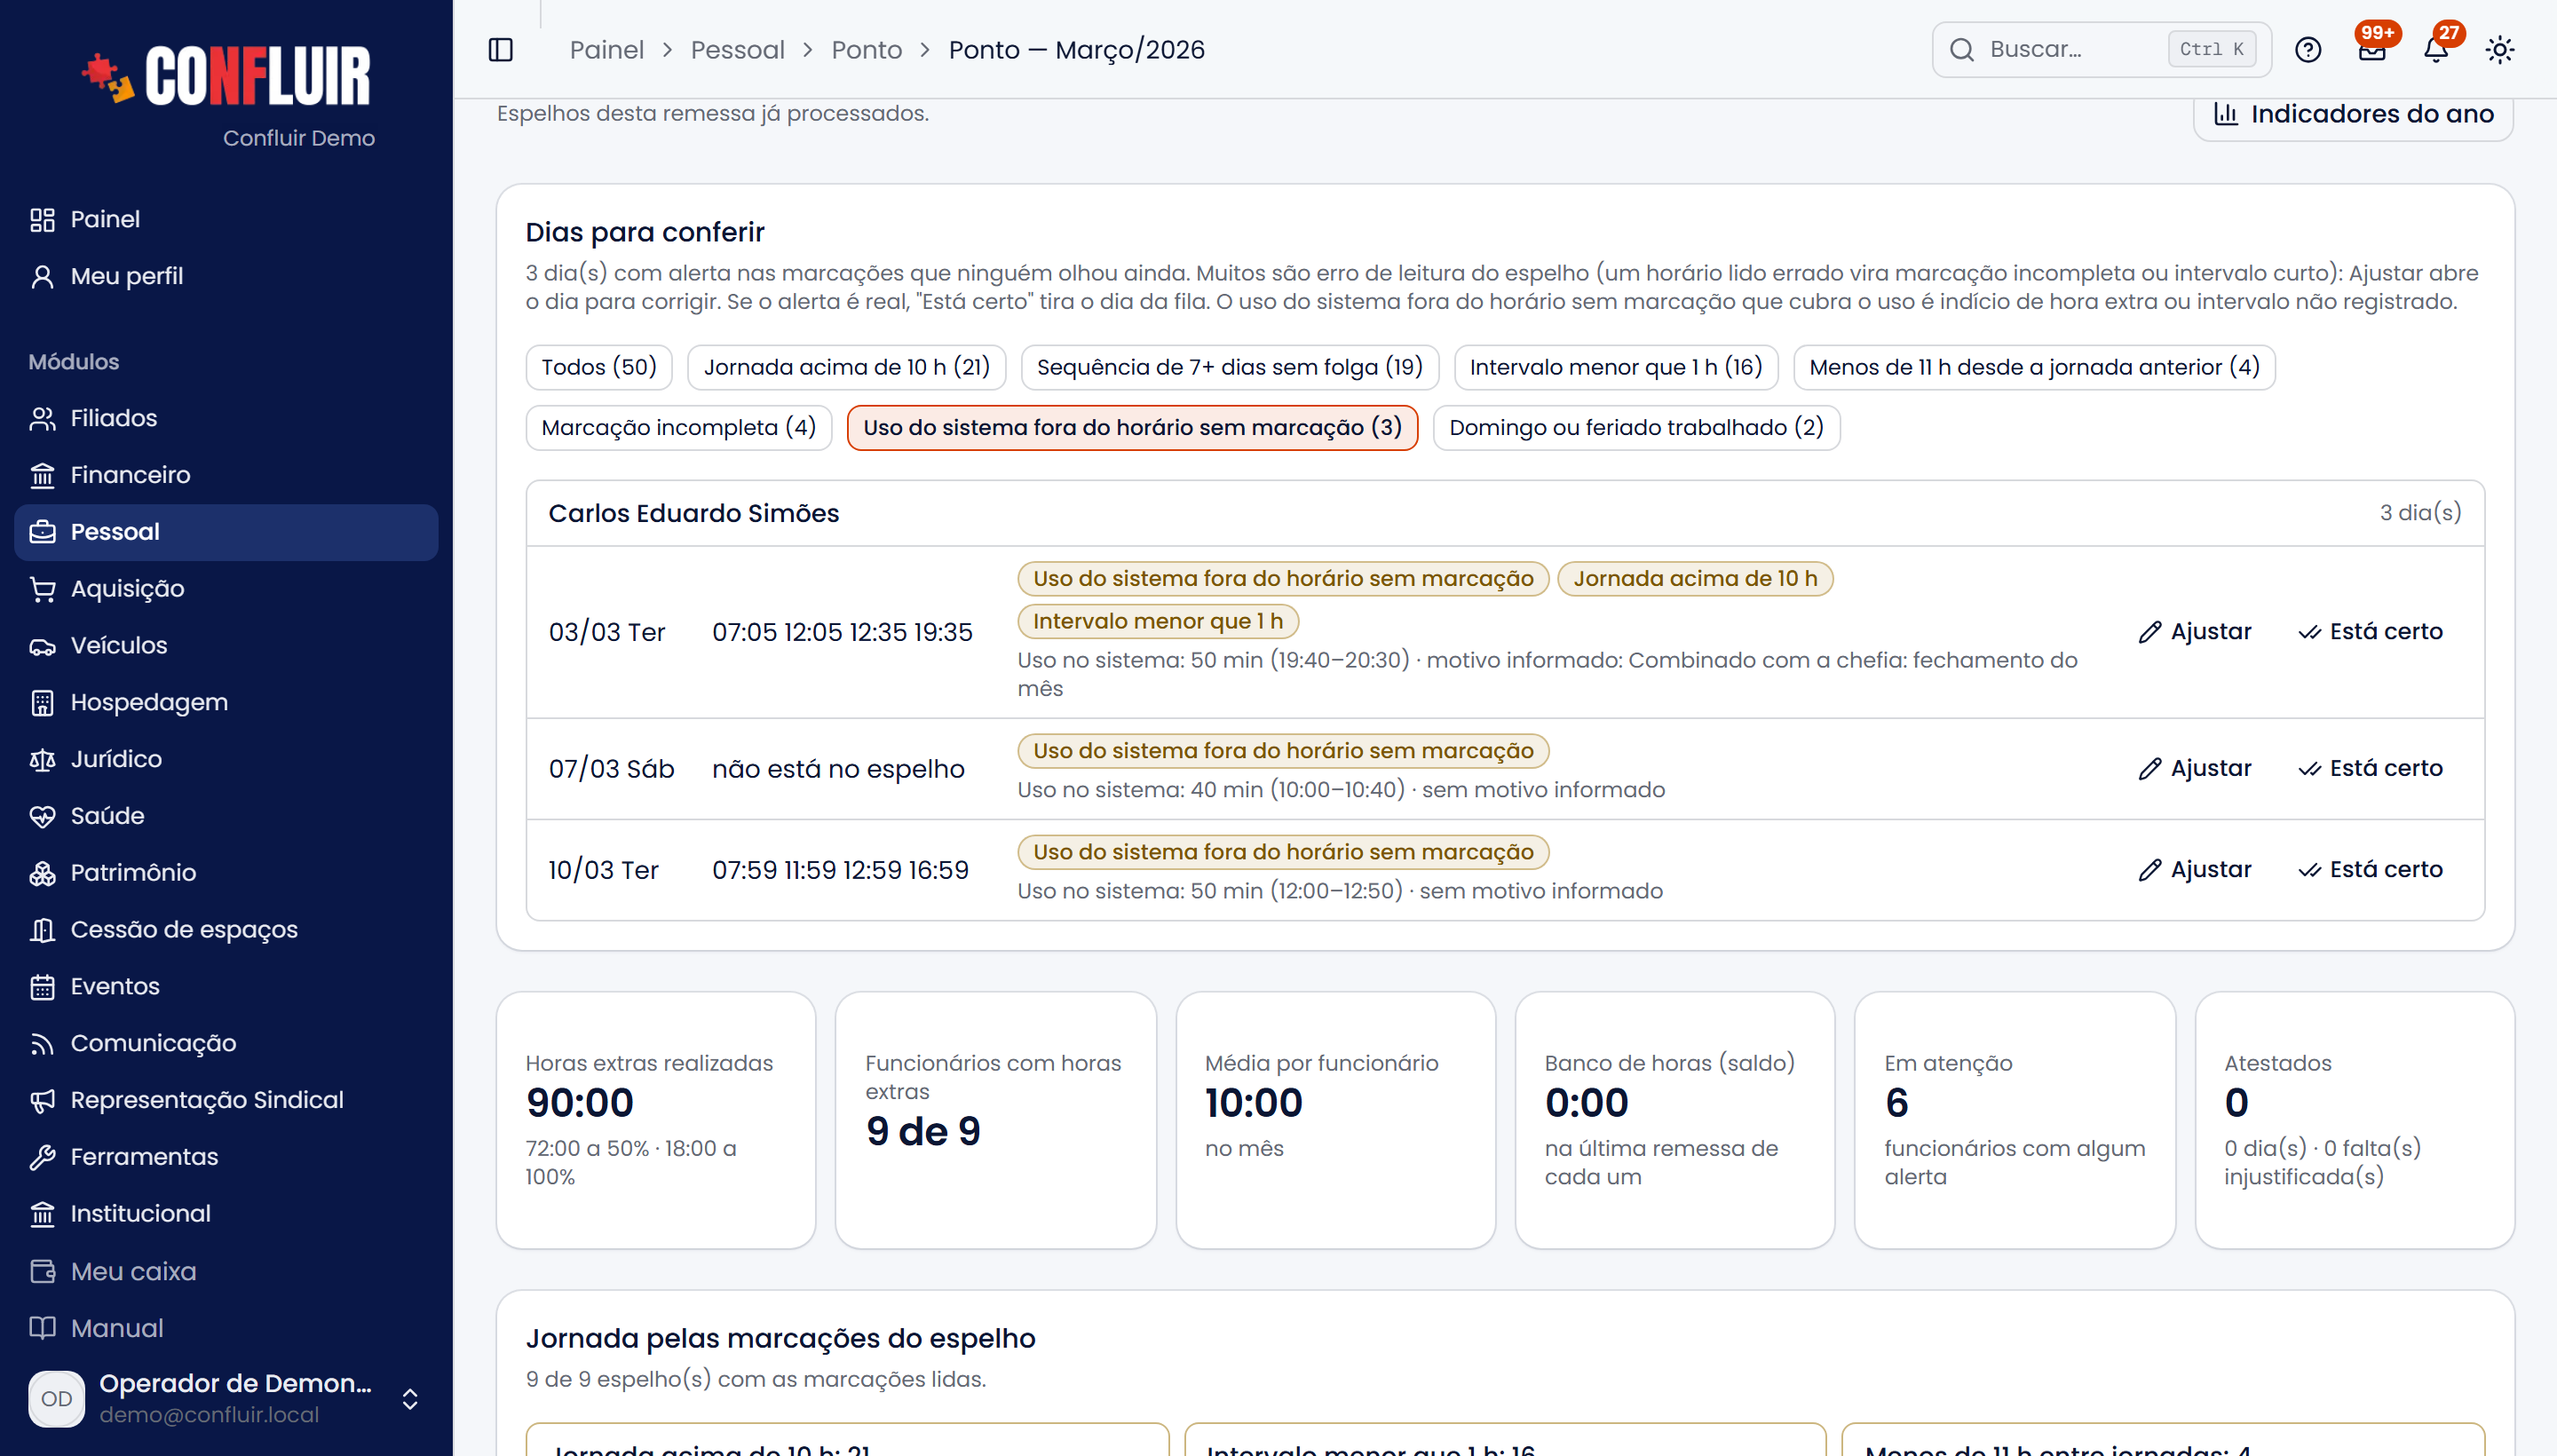 CONFLUIR
Confluir Demo
Painel
Meu perfil
Módulos
Filiados
Financeiro
Pessoal
Aquisição
Veículos
Hospedagem
Jurídico
Saúde
Patrimônio
Cessão de espaços
Eventos
Comunicação
Representação Sindical
Ferramentas
Institucional
Meu caixa
Manual
OD
Operador de Demon...
demo@confluir.local
Painel > Pessoal > Ponto > Ponto — Março/2026
Buscar... Ctrl K
99+
27
Espelhos desta remessa já processados.
Indicadores do ano
Dias para conferir
3 dia(s) com alerta nas marcações que ninguém olhou ainda. Muitos são erro de leitura do espelho (um horário lido errado vira marcação incompleta ou intervalo curto): Ajustar abre
o dia para corrigir. Se o alerta é real, "Está certo" tira o dia da fila. O uso do sistema fora do horário sem marcação que cubra o uso é indício de hora extra ou intervalo não registrado.
Todos (50) Jornada acima de 10 h (21) Sequência de 7+ dias sem folga (19) Intervalo menor que 1 h (16) Menos de 11 h desde a jornada anterior (4)
Marcação incompleta (4) Uso do sistema fora do horário sem marcação (3) Domingo ou feriado trabalhado (2)
Carlos Eduardo Simões 3 dia(s)
03/03 Ter 07:05 12:05 12:35 19:35
Uso do sistema fora do horário sem marcação Jornada acima de 10 h
Intervalo menor que 1 h
Uso no sistema: 50 min (19:40–20:30) · motivo informado: Combinado com a chefia: fechamento do
mês
Ajustar Está certo
07/03 Sáb não está no espelho
Uso do sistema fora do horário sem marcação
Uso no sistema: 40 min (10:00–10:40) · sem motivo informado
Ajustar Está certo
10/03 Ter 07:59 11:59 12:59 16:59
Uso do sistema fora do horário sem marcação
Uso no sistema: 50 min (12:00–12:50) · sem motivo informado
Ajustar Está certo
Horas extras realizadas
90:00
72:00 a 50% · 18:00 a
100%
Funcionários com horas
extras
9 de 9
Média por funcionário
10:00
no mês
Banco de horas (saldo)
0:00
na última remessa de
cada um
Em atenção
6
funcionários com algum
alerta
Atestados
0
0 dia(s) · 0 falta(s)
injustificada(s)
Jornada pelas marcações do espelho
9 de 9 espelho(s) com as marcações lidas.
Jornada acima de 10 h: 21
Intervalo menor que 1 h: 16
Menos de 11 h entre jornadas: 4